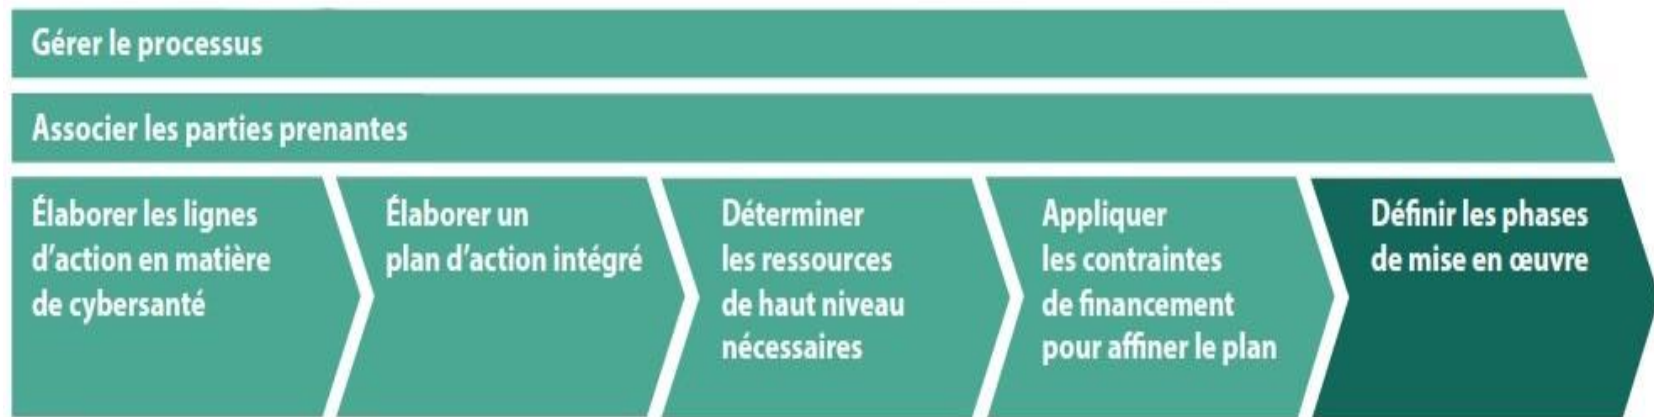 Gérer le processus
Associer les parties prenantes
Élaborer les lignes
d'action en matière
de cybersanté
Élaborer un
plan d'action intégré
Déterminer
les ressources
de haut niveau
nécessaires
Appliquer
les contraintes
de financement
pour affiner le plan
Définir les phases
de mise en œuvre